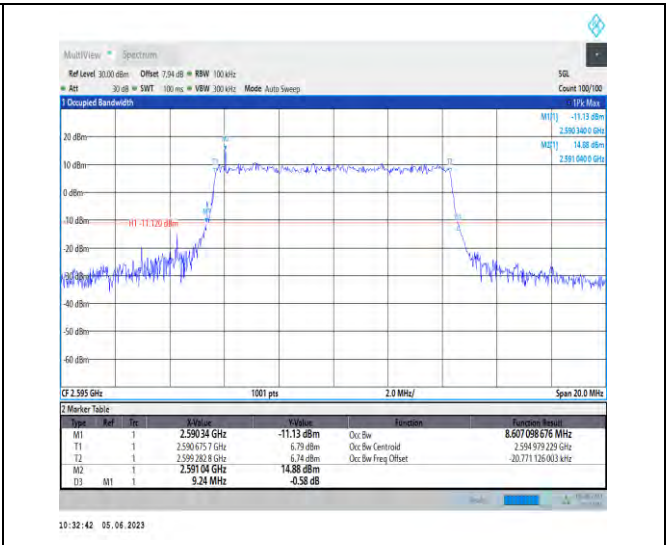 MultiView Spectrum
Ref Level 30.00 dBm Offset 7.94 dB RBW 100 kHz SGL
Att 30 dB SWT 100 ms VBW 300 kHz Mode Auto Sweep Count 100/100
1 Occupied Bandwidth 1Pk Max
M1[1] -11.13 dBm
2.590 340 0 GHz
M2[1] 14.88 dBm
2.591 040 0 GHz
20 dBm
10 dBm
0 dBm
-10 dBm
H1 -11.120 dBm
-20 dBm
-30 dBm
-40 dBm
-50 dBm
-60 dBm
T1
T2
CF 2.595 GHz 1001 pts 2.0 MHz/ Span 20.0 MHz
2 Marker Table
Type Ref Trc X-Value Y-Value Function Function Result
M1 1 2.590 34 GHz -11.13 dBm Occ Bw 8.607 098 676 MHz
T1 1 2.590 675 7 GHz 6.79 dBm Occ Bw Centroid 2.594 979 229 GHz
T2 1 2.599 282 8 GHz 6.74 dBm Occ Bw Freq Offset -20.771 126 003 kHz
M2 1 2.591 04 GHz 14.88 dBm
D3 M1 1 9.24 MHz -0.58 dB
10:32:42 05.06.2023